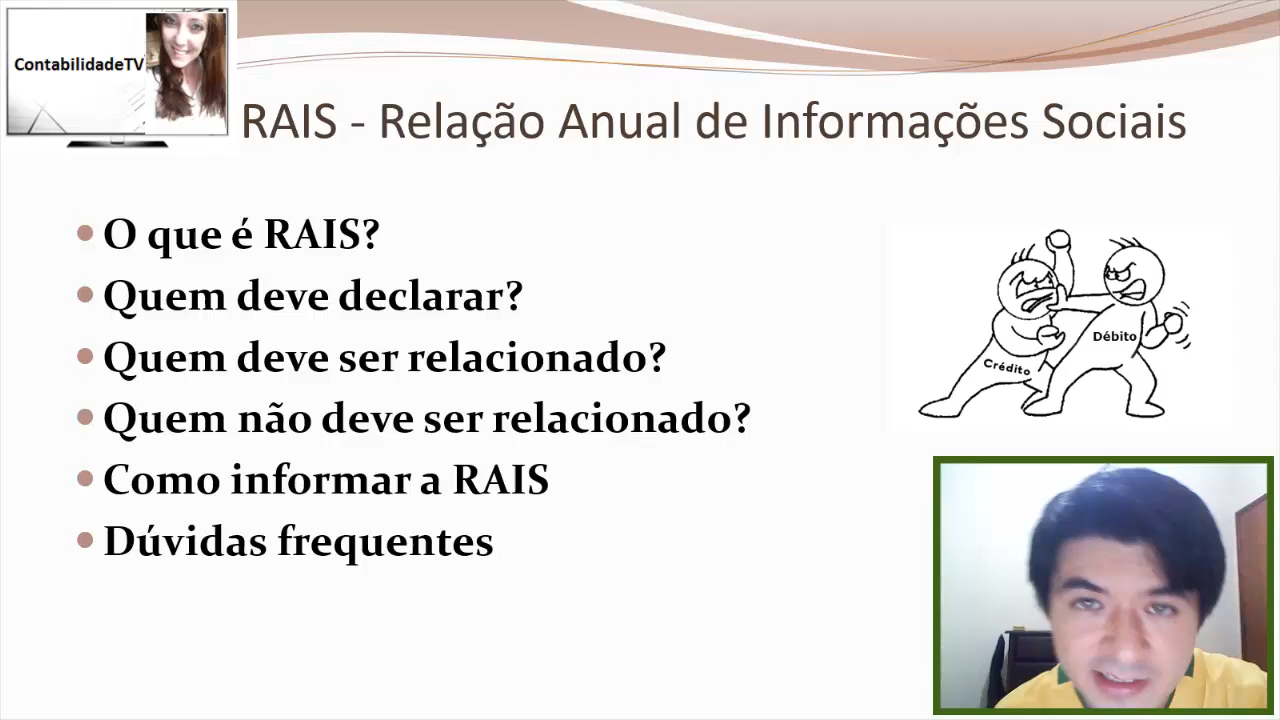 ContabilidadeTV
RAIS - Relação Anual de Informações Sociais
• O que é RAIS?
• Quem deve declarar?
• Quem deve ser relacionado?
• Quem não deve ser relacionado?
• Como informar a RAIS
• Dúvidas frequentes
Débito
Crédito